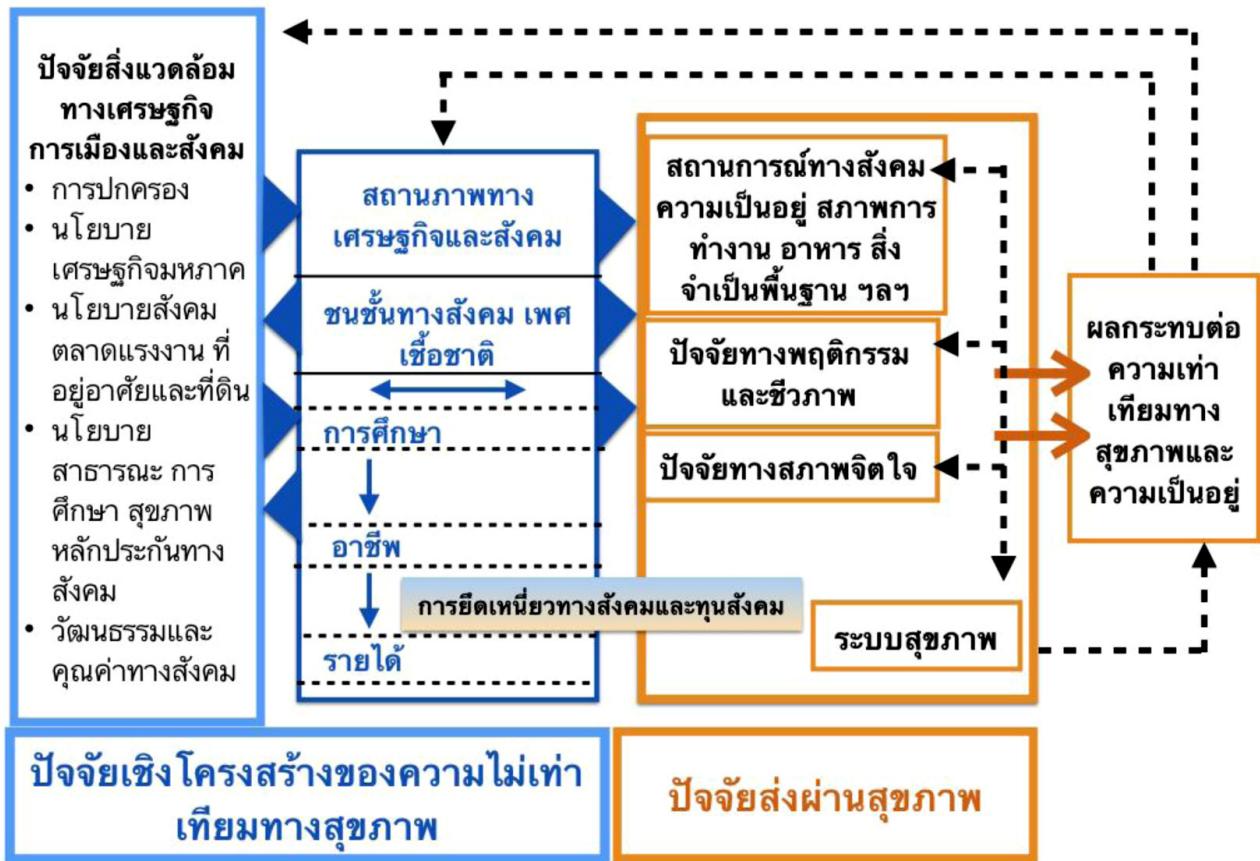 ปัจจัยสิ่งแวดล้อม
ทางเศรษฐกิจ
การเมืองและสังคม
• การปกครอง
• นโยบาย
เศรษฐกิจมหภาค
• นโยบายสังคม
ตลาดแรงงาน ที่
อยู่อาศัยและที่ดิน
• นโยบาย
สาธารณะ การ
ศึกษา สุขภาพ
หลักประกันทาง
สังคม
• วัฒนธรรมและ
คุณค่าทางสังคม
สถานภาพทาง
เศรษฐกิจและสังคม
ชนชั้นทางสังคม เพศ
เชื้อชาติ
การศึกษา
อาชีพ
รายได้
การยึดเหนี่ยวทางสังคมและทุนสังคม
สถานการณ์ทางสังคม
ความเป็นอยู่ สภาพการ
ทำงาน อาหาร สิ่ง
จำเป็นพื้นฐาน ฯลฯ
ปัจจัยทางพฤติกรรม
และชีวภาพ
ปัจจัยทางสภาพจิตใจ
ระบบสุขภาพ
ผลกระทบต่อ
ความเท่า
เทียมทาง
สุขภาพและ
ความเป็นอยู่
ปัจจัยเชิงโครงสร้างของความไม่เท่า
เทียมทางสุขภาพ
ปัจจัยส่งผ่านสุขภาพ